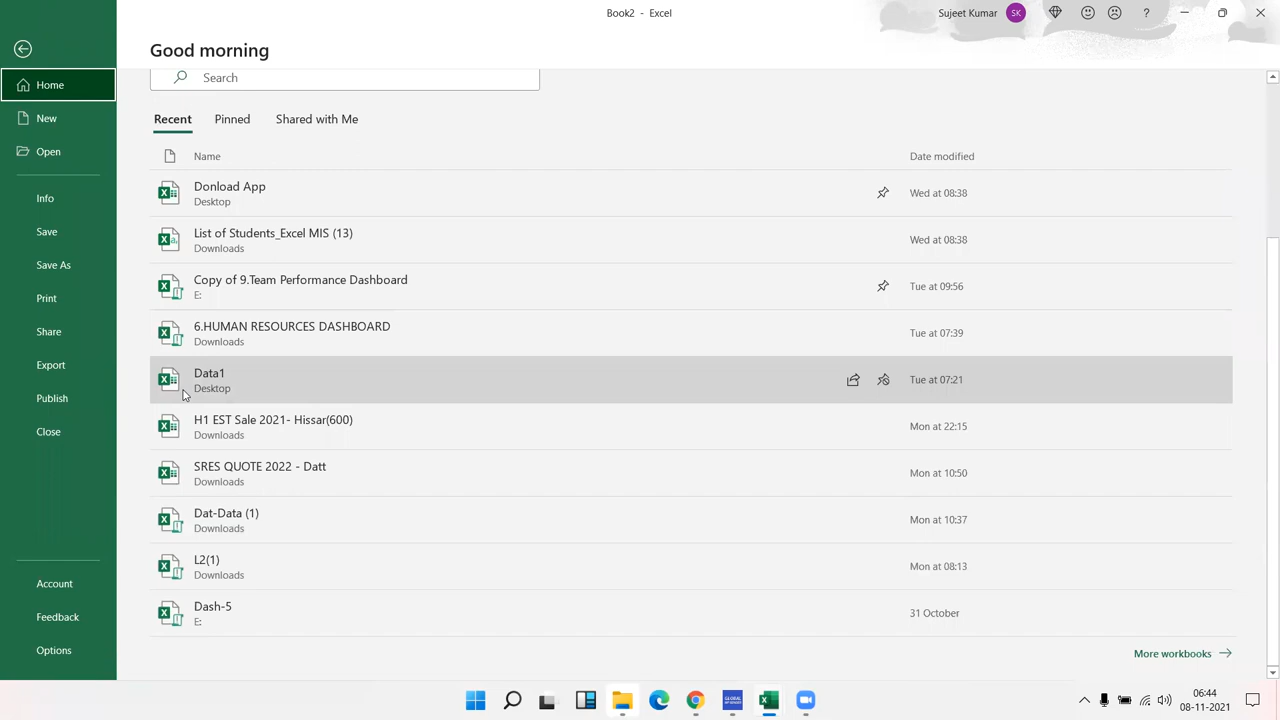 Book2 - Excel
Sujeet Kumar SK
Good morning
Home
New
Open
Info
Save
Save As
Print
Share
Export
Publish
Close
Account
Feedback
Options
Search
Recent Pinned Shared with Me
Name Date modified
Donload App Wed at 08:38
Desktop
List of Students_Excel MIS (13) Wed at 08:38
Downloads
Copy of 9.Team Performance Dashboard Tue at 09:56
E:
6.HUMAN RESOURCES DASHBOARD Tue at 07:39
Downloads
Data1 Tue at 07:21
Desktop
H1 EST Sale 2021- Hissar(600) Mon at 22:15
Downloads
SRES QUOTE 2022 - Datt Mon at 10:50
Downloads
Dat-Data (1) Mon at 10:37
Downloads
L2(1) Mon at 08:13
Downloads
Dash-5 31 October
E:
More workbooks
06:44
08-11-2021